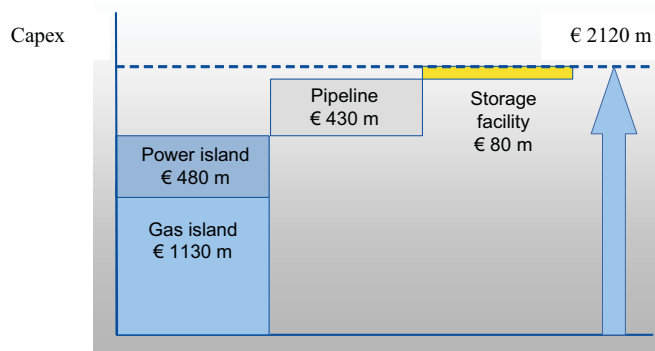 Capex
€ 2120 m
Pipeline
€ 430 m
Storage
facility
€ 80 m
Power island
€ 480 m
Gas island
€ 1130 m